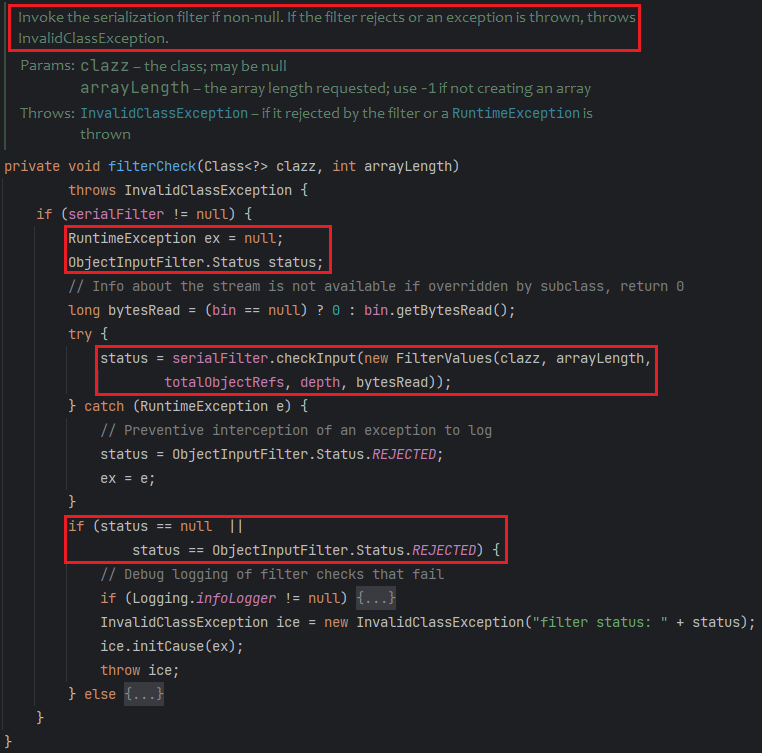 Invoke the serialization filter if non-null. If the filter rejects or an exception is thrown, throws
InvalidClassException.
Params: clazz – the class; may be null
arrayLength – the array length requested; use -1 if not creating an array
Throws: InvalidClassException – if it rejected by the filter or a RuntimeException is
thrown
private void filterCheck(Class<?> clazz, int arrayLength)
        throws InvalidClassException {
    if (serialFilter != null) {
        RuntimeException ex = null;
        ObjectInputFilter.Status status;
        // Info about the stream is not available if overridden by subclass, return 0
        long bytesRead = (bin == null) ? 0 : bin.getBytesRead();
        try {
            status = serialFilter.checkInput(new FilterValues(clazz, arrayLength,
                    totalObjectRefs, depth, bytesRead));
        } catch (RuntimeException e) {
            // Preventive interception of an exception to log
            status = ObjectInputFilter.Status.REJECTED;
            ex = e;
        }
        if (status == null  ||
                status == ObjectInputFilter.Status.REJECTED) {
            // Debug logging of filter checks that fail
            if (Logging.infoLogger != null) {...}
            InvalidClassException ice = new InvalidClassException("filter status: " + status);
            ice.initCause(ex);
            throw ice;
        } else {...}
    }
}